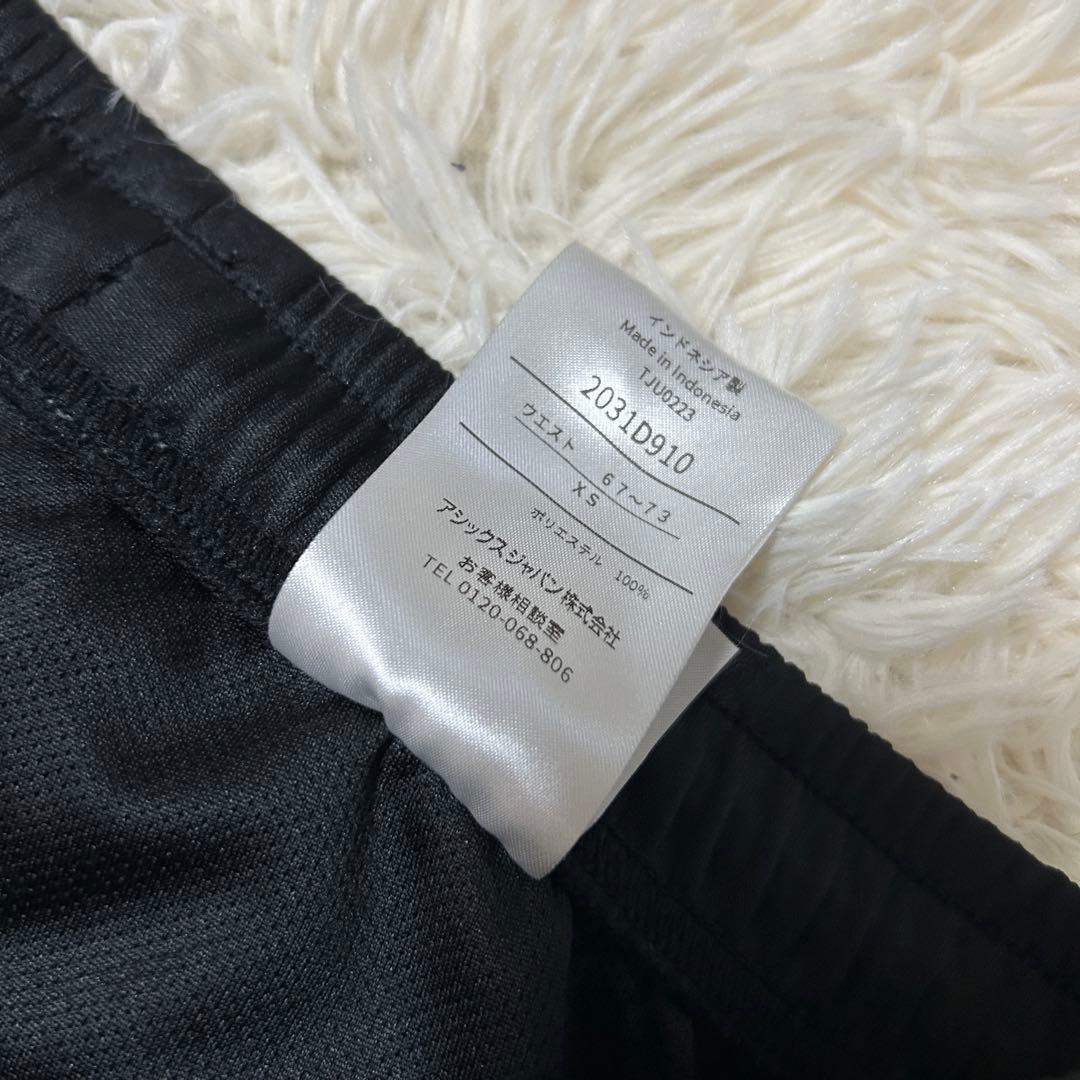 インドネシア製
Made in Indonesia
TJU0223
2031D910
ウエスト 67～73
XS
ポリエステル 100%
アシックスジャパン株式会社
お客様相談室
TEL 0120-068-806